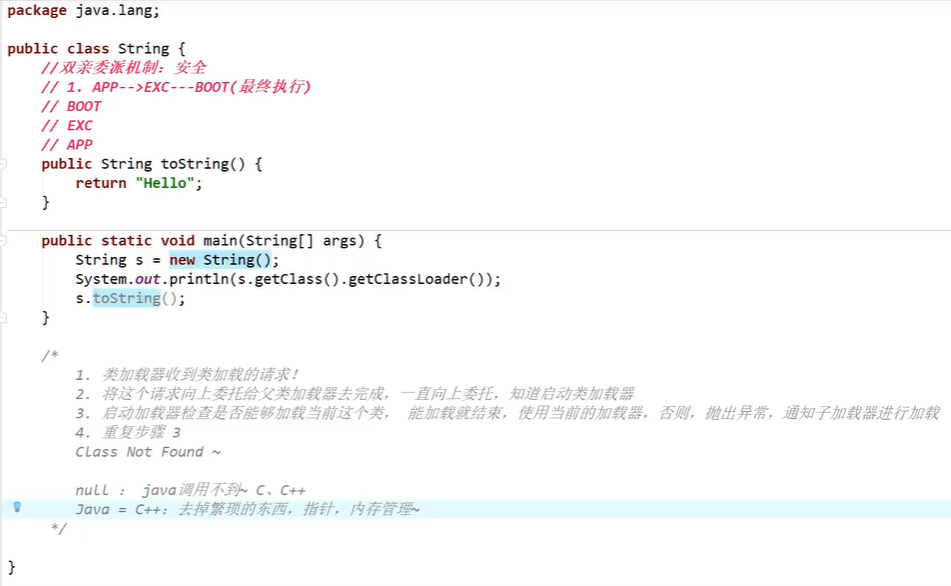 package java.lang;
public class String {
//双亲委派机制：安全
// 1. APP-->EXC---BOOT(最终执行)
// BOOT
// EXC
// APP
public String toString() {
return "Hello";
}
public static void main(String[] args) {
String s = new String();
System.out.println(s.getClass().getClassLoader());
s.toString();
}
/*
1. 类加载器收到类加载的请求！
2. 将这个请求向上委托给父类加载器去完成，一直向上委托，知道启动类加载器
3. 启动加载器检查是否能够加载当前这个类， 能加载就结束，使用当前的加载器，否则，抛出异常，通知子加载器进行加载
4. 重复步骤 3
Class Not Found ~
null ： java调用不到~ C、C++
Java = C++：去掉繁琐的东西，指针，内存管理~
*/
}